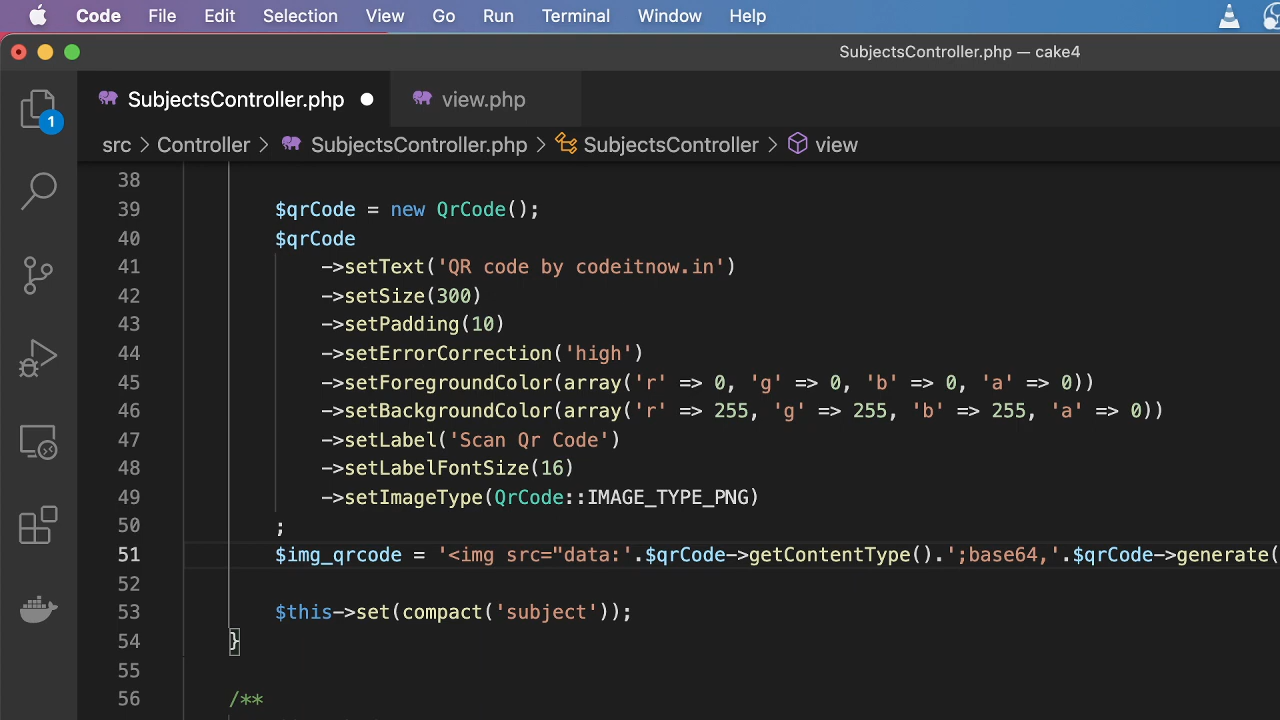 Code File Edit Selection View Go Run Terminal Window Help
SubjectsController.php — cake4
SubjectsController.php view.php
1
src > Controller > SubjectsController.php > SubjectsController > view
38
39 $qrCode = new QrCode();
40 $qrCode
41 ->setText('QR code by codeitnow.in')
42 ->setSize(300)
43 ->setPadding(10)
44 ->setErrorCorrection('high')
45 ->setForegroundColor(array('r' => 0, 'g' => 0, 'b' => 0, 'a' => 0))
46 ->setBackgroundColor(array('r' => 255, 'g' => 255, 'b' => 255, 'a' => 0))
47 ->setLabel('Scan Qr Code')
48 ->setLabelFontSize(16)
49 ->setImageType(QrCode::IMAGE_TYPE_PNG)
50 ;
51 $img_qrcode = '<img src="data:'.$qrCode->getContentType().';base64,'.$qrCode->generate(
52
53 $this->set(compact('subject'));
54 }
55
56 /**